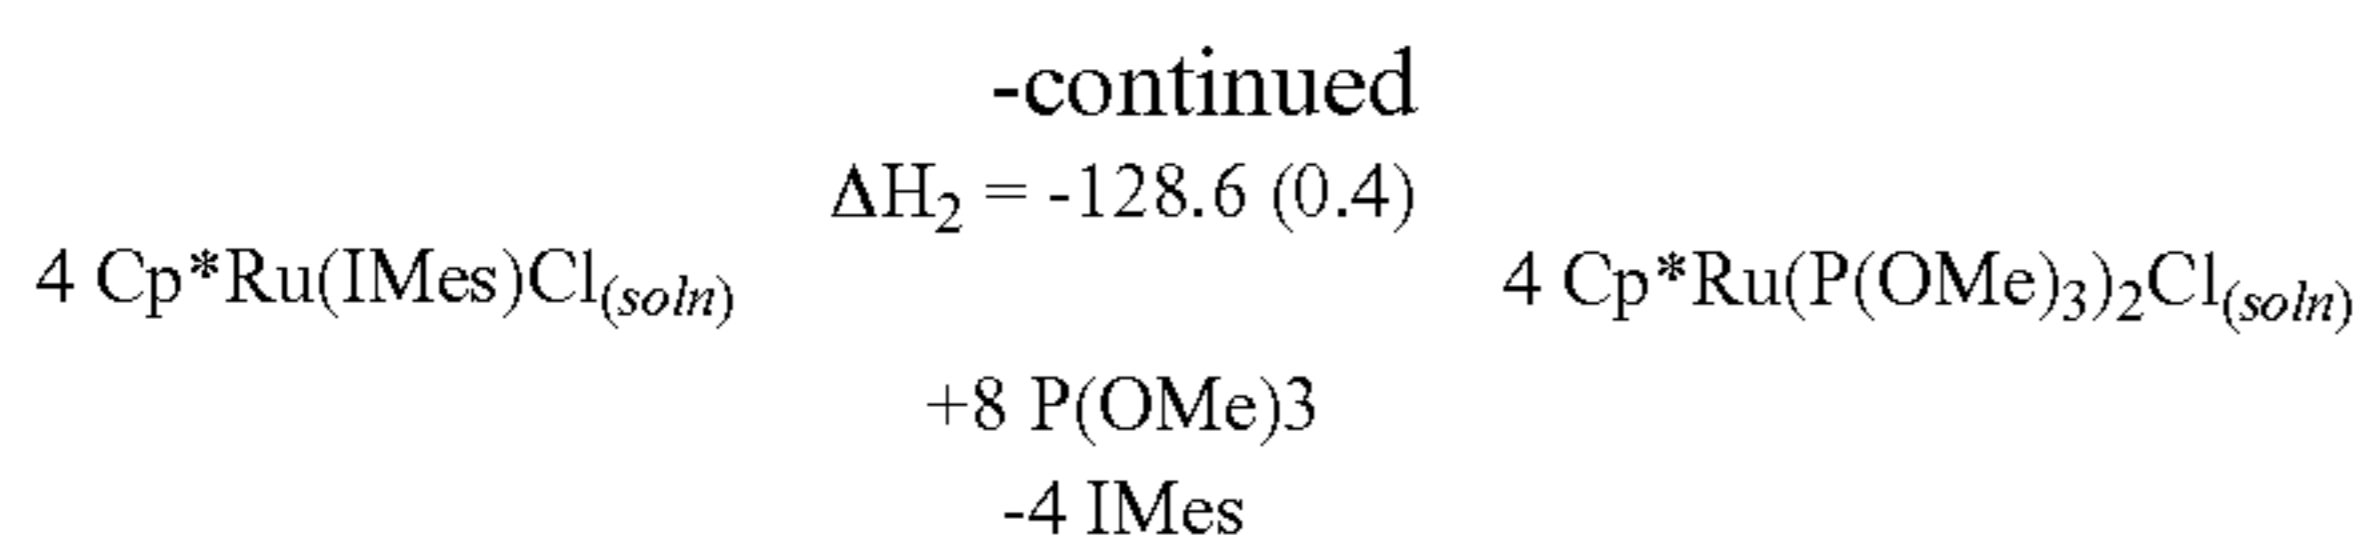 -continued
ΔH₂ = -128.6 (0.4)
4 Cp*Ru(IMes)Cl₍soln₎ 4 Cp*Ru(P(OMe)₃)₂Cl₍soln₎
+8 P(OMe)3
-4 IMes